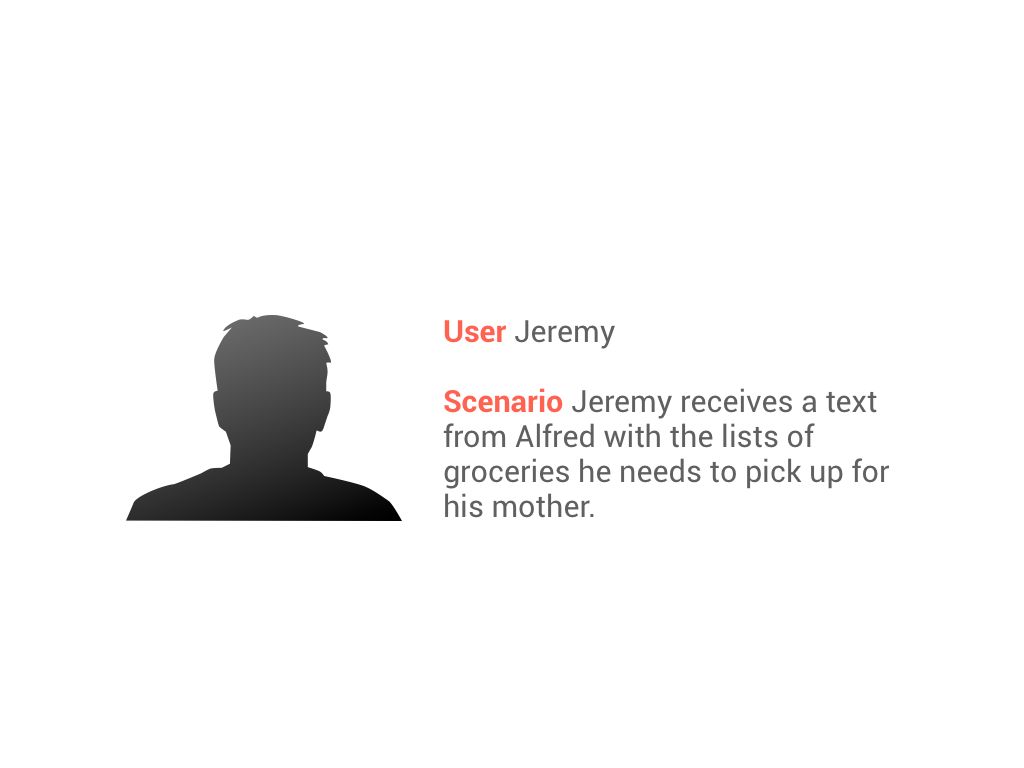 User Jeremy
Scenario Jeremy receives a text
from Alfred with the lists of
groceries he needs to pick up for
his mother.